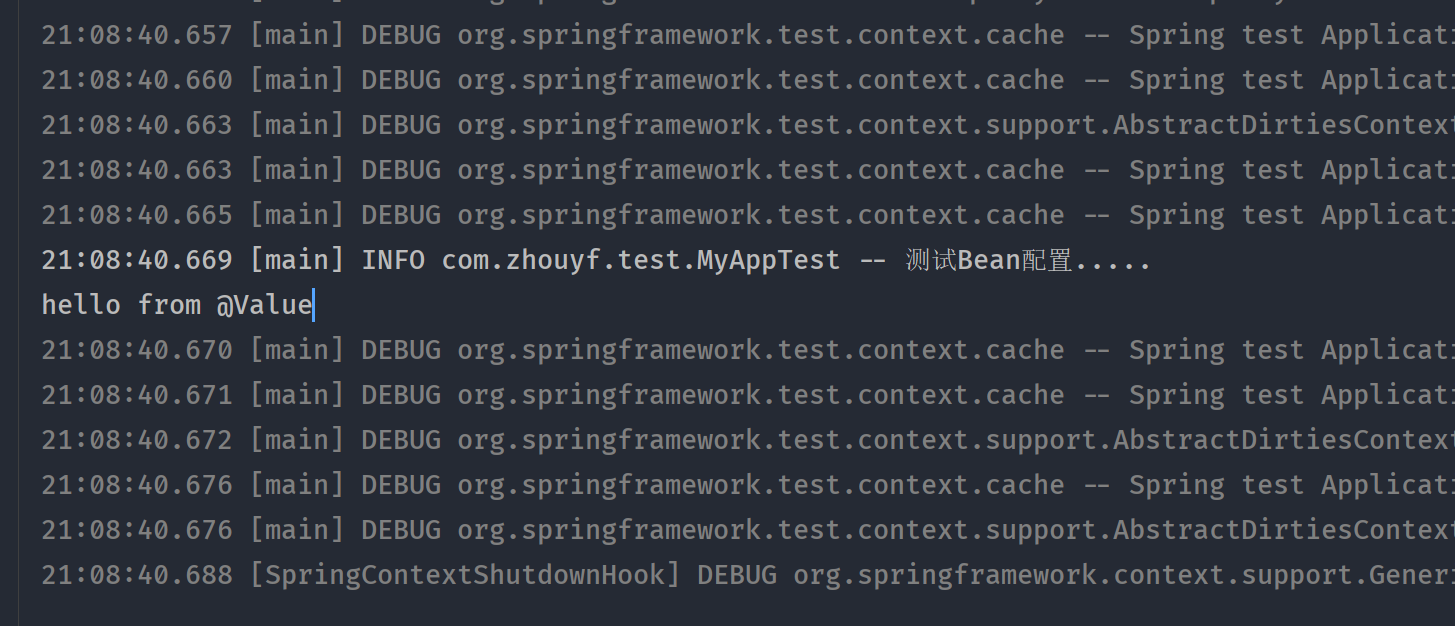 21:08:40.657 [main] DEBUG org.springframework.test.context.cache -- Spring test Applicati
21:08:40.660 [main] DEBUG org.springframework.test.context.cache -- Spring test Applicati
21:08:40.663 [main] DEBUG org.springframework.test.context.support.AbstractDirtiesContext
21:08:40.663 [main] DEBUG org.springframework.test.context.cache -- Spring test Applicati
21:08:40.665 [main] DEBUG org.springframework.test.context.cache -- Spring test Applicati
21:08:40.669 [main] INFO com.zhouyf.test.MyAppTest -- 测试Bean配置.....
hello from @Value
21:08:40.670 [main] DEBUG org.springframework.test.context.cache -- Spring test Applicati
21:08:40.671 [main] DEBUG org.springframework.test.context.cache -- Spring test Applicati
21:08:40.672 [main] DEBUG org.springframework.test.context.support.AbstractDirtiesContext
21:08:40.676 [main] DEBUG org.springframework.test.context.cache -- Spring test Applicati
21:08:40.676 [main] DEBUG org.springframework.test.context.support.AbstractDirtiesContext
21:08:40.688 [SpringContextShutdownHook] DEBUG org.springframework.context.support.Generi